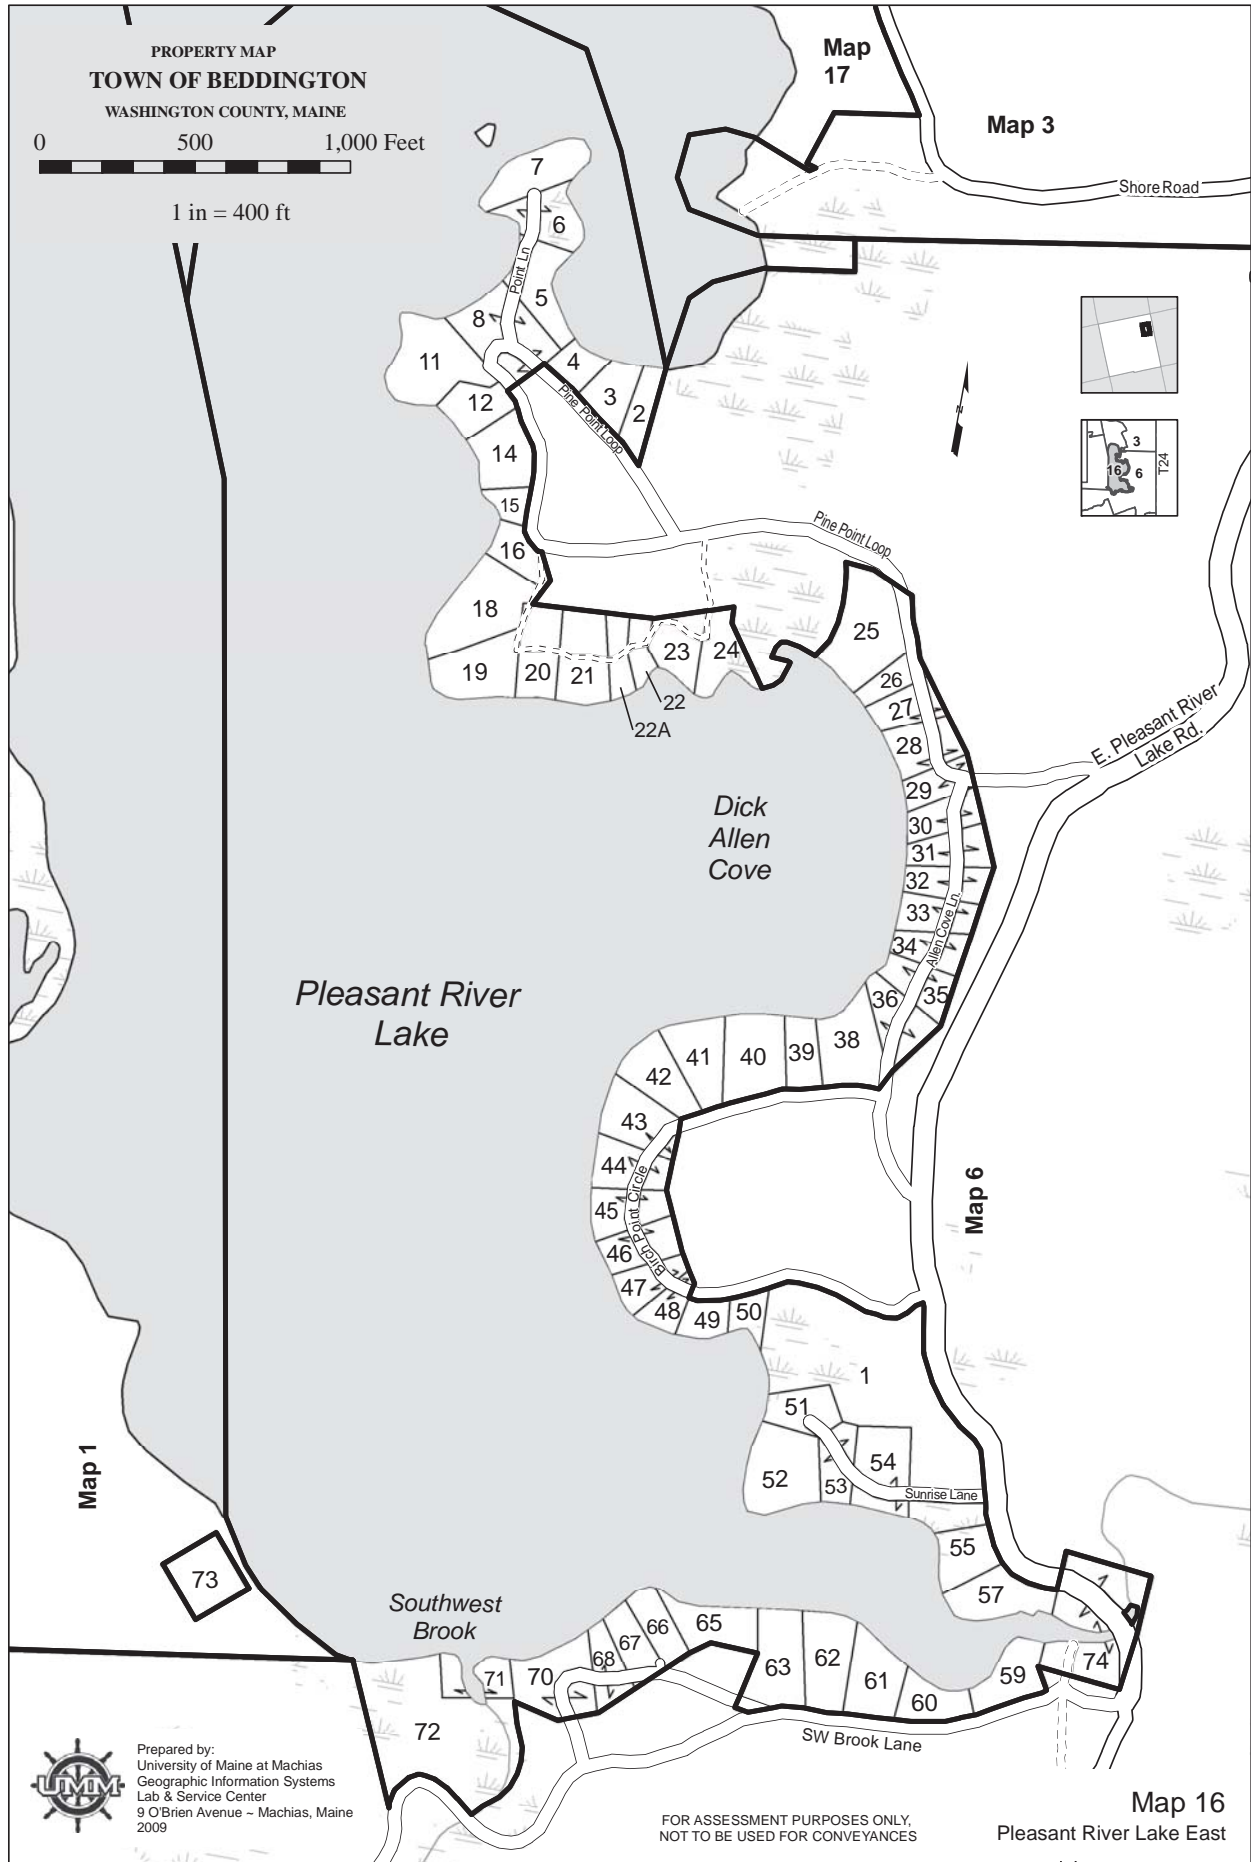 PROPERTY MAP
TOWN OF BEDDINGTON
WASHINGTON COUNTY, MAINE
0 500 1,000 Feet
1 in = 400 ft
Map
17
Map 3
Shore Road
7
6
Point Ln
5
8
11
4
3
2
12
Pine Point Loop
14
15
16
18
19
20
21
22
22A
23
24
Pine Point Loop
25
26
27
28
29
30
31
32
33
34
35
36
Allen Cove Ln.
E. Pleasant River
Lake Rd.
N
3
16
6
T24
Dick
Allen
Cove
Pleasant River
Lake
38
39
40
41
42
43
44
45
46
47
48
49
50
Birch Point Circle
Map 6
1
51
52
53
54
Sunrise Lane
55
57
Map 1
73
Southwest
Brook
65
66
67
68
70
71
72
63
62
61
60
59
74
SW Brook Lane
UMM
Prepared by:
University of Maine at Machias
Geographic Information Systems
Lab & Service Center
9 O'Brien Avenue ~ Machias, Maine
2009
FOR ASSESSMENT PURPOSES ONLY,
NOT TO BE USED FOR CONVEYANCES
Map 16
Pleasant River Lake East